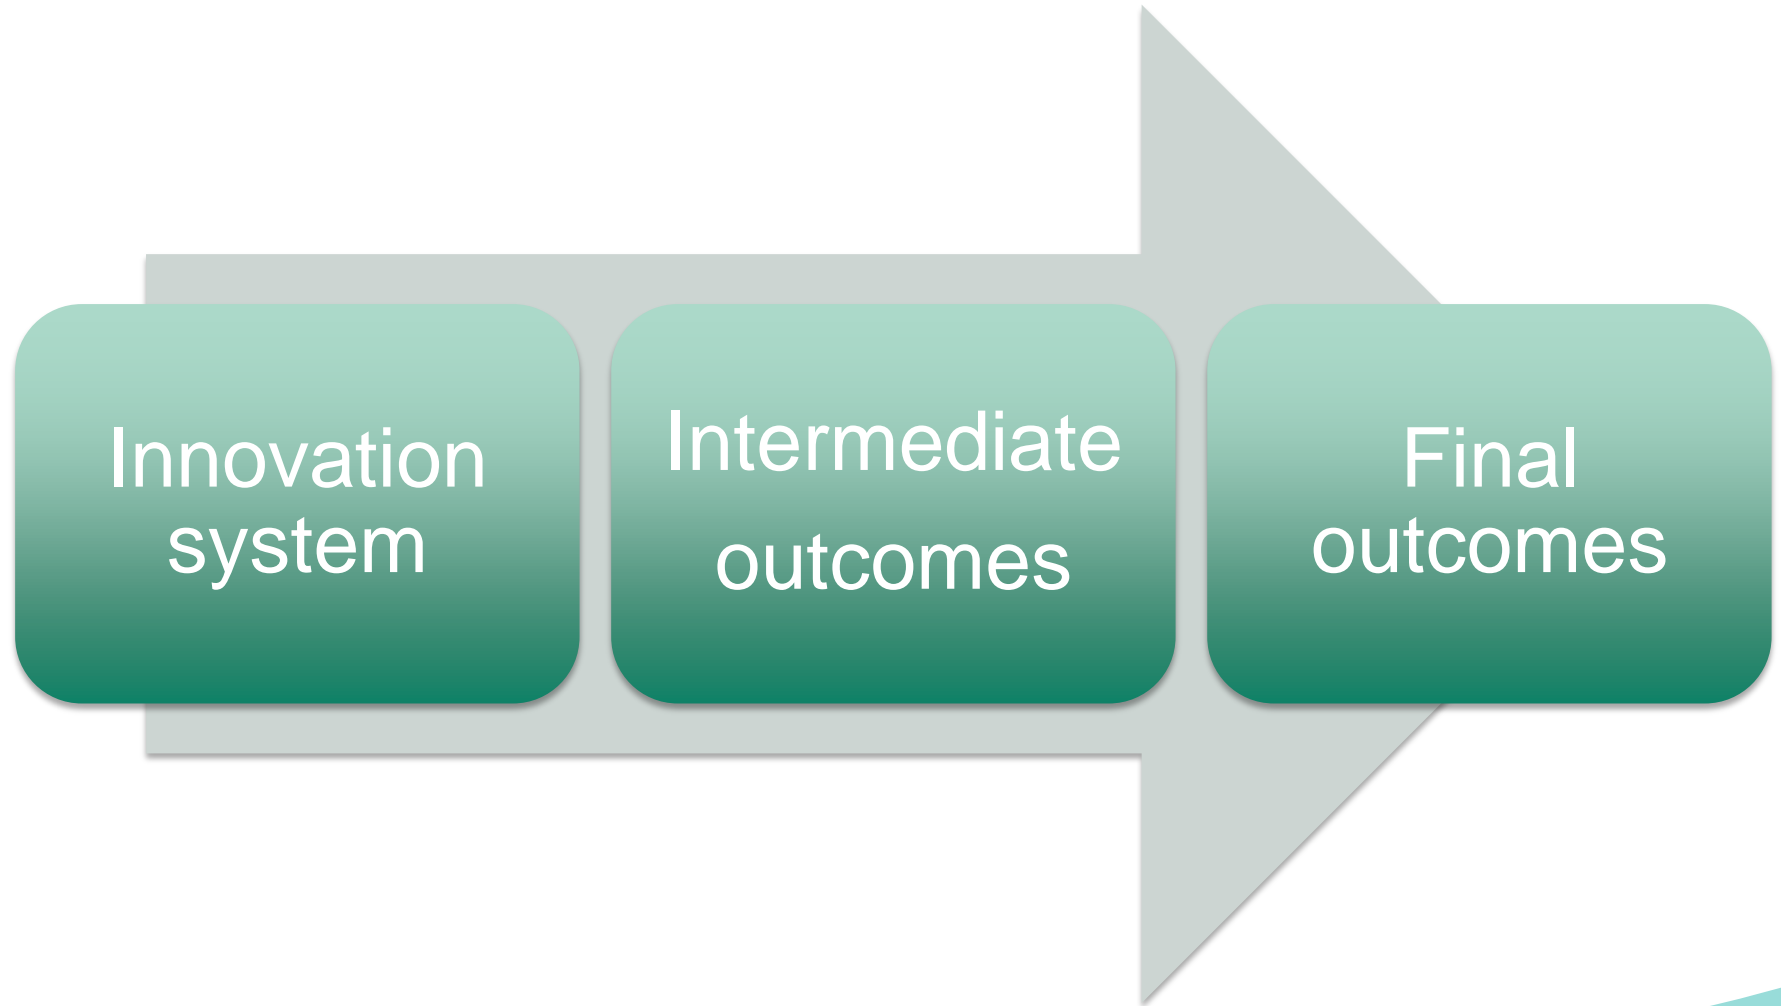 Innovation
system
Intermediate
outcomes
Final
outcomes